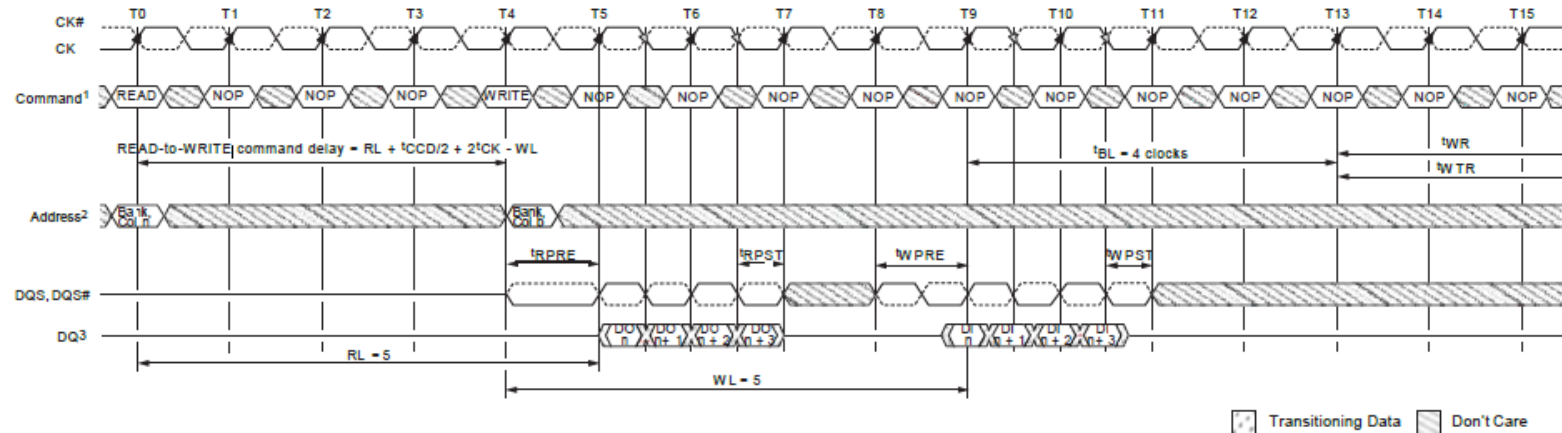 T0 T1 T2 T3 T4 T5 T6 T7 T8 T9 T10 T11 T12 T13 T14 T15
CK#
CK
Command1 READ NOP NOP NOP WRITE NOP NOP NOP NOP NOP NOP NOP NOP NOP NOP NOP
READ-to-WRITE command delay = RL + tCCD/2 + 2tCK - WL
tBL = 4 clocks
tWR
tWTR
Address2 Bank, Col n Bank, Col b
tRPRE tRPST tWPRE tWPST
DQS, DQS#
DQ3 DO n DO n + 1 DO n + 2 DO n + 3 DI n DI n + 1 DI n + 2 DI n + 3
RL = 5
WL = 5
Transitioning Data Don't Care